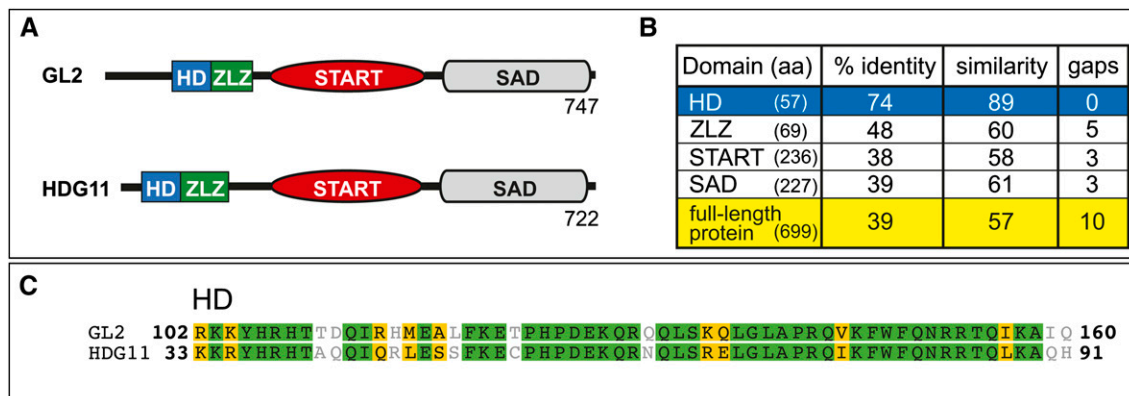 A
GL2 HD ZLZ START SAD
747
HDG11 HD ZLZ START SAD
722
B
Domain (aa) % identity similarity gaps
HD (57) 74 89 0
ZLZ (69) 48 60 5
START (236) 38 58 3
SAD (227) 39 61 3
full-length
protein (699) 39 57 10
C
HD
GL2 102 RKKYHRHTTDQIRHMEALFKETPHPDEKQRQQLSKQLGLAPRQVKFWFQNRRTQIKAIQ 160
HDG11 33 KKRYHRHTAQQIQRLESSFKECPHPDEKQRNQLSRELGLAPRQIKFWFQNRRTQLKAQH 91